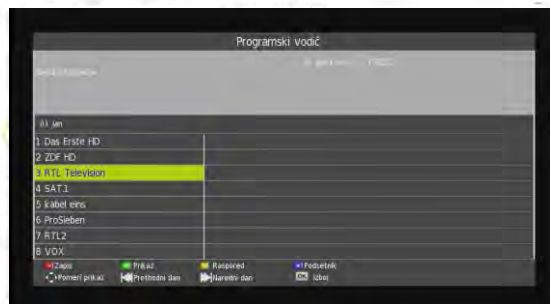 Programski vodič
1 Das Erste HD
2 ZDF HD
3 RTL Television
4 SAT.1
5 kabel eins
6 ProSieben
7 RTL2
8 VOX
Zapis Prikaz Raspored Podsetnik
Pomeri prikaz Prethodni dan Naredni dan OK Izbor